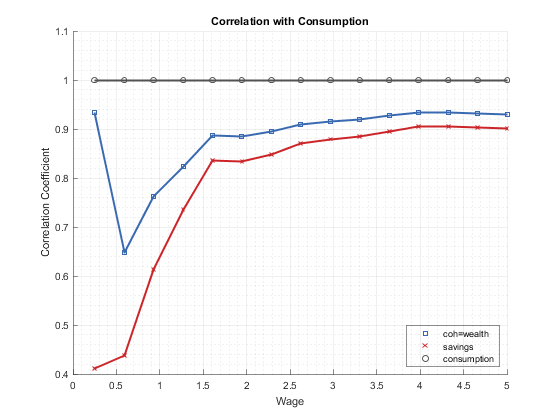 Correlation with Consumption
1.1
1
0.9
0.8
0.7
0.6
0.5
0.4
Correlation Coefficient
coh=wealth
savings
consumption
0 0.5 1 1.5 2 2.5 3 3.5 4 4.5 5
Wage